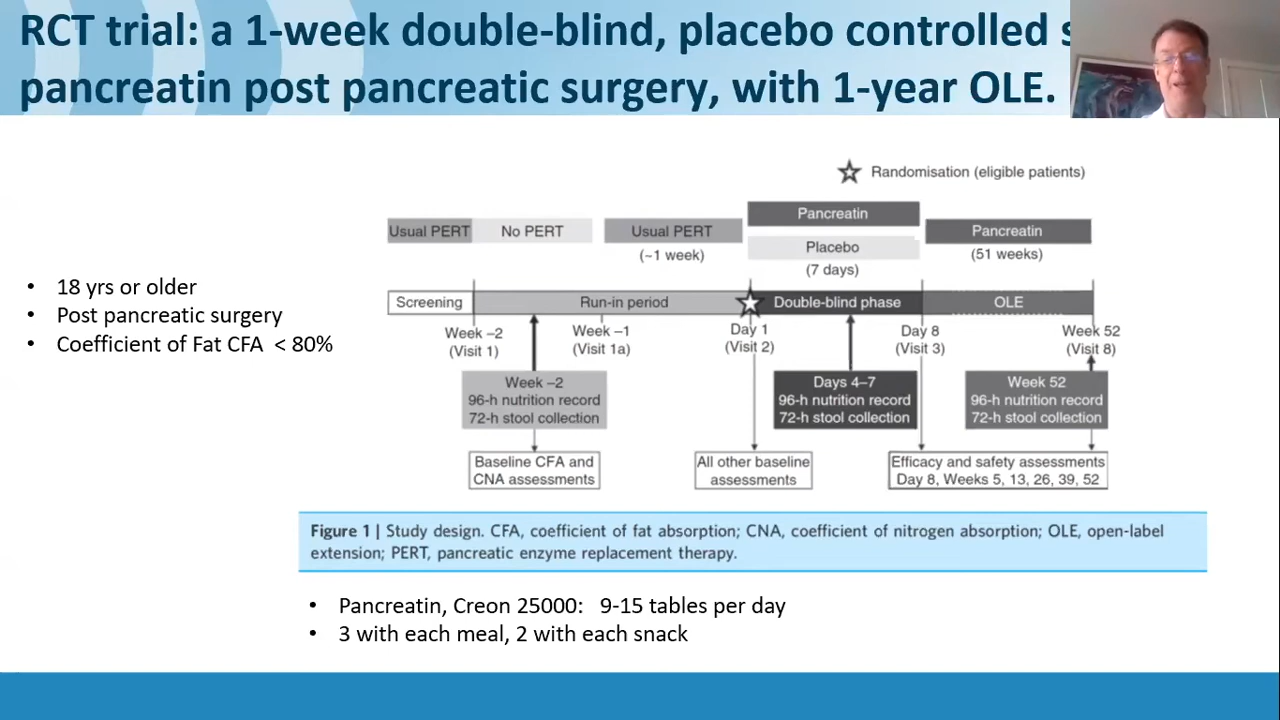 RCT trial: a 1-week double-blind, placebo controlled
pancreatin post pancreatic surgery, with 1-year OLE.
Randomisation (eligible patients)
Usual PERT
No PERT
Usual PERT
(~1 week)
Pancreatin
Placebo
(7 days)
Pancreatin
(51 weeks)
• 18 yrs or older
• Post pancreatic surgery
• Coefficient of Fat CFA < 80%
Screening
Run-in period
Double-blind phase
OLE
Week –2
(Visit 1)
Week –1
(Visit 1a)
Day 1
(Visit 2)
Day 8
(Visit 3)
Week 52
(Visit 8)
Week –2
96-h nutrition record
72-h stool collection
Days 4–7
96-h nutrition record
72-h stool collection
Week 52
96-h nutrition record
72-h stool collection
Baseline CFA and
CNA assessments
All other baseline
assessments
Efficacy and safety assessments
Day 8, Weeks 5, 13, 26, 39, 52
Figure 1 | Study design. CFA, coefficient of fat absorption; CNA, coefficient of nitrogen absorption; OLE, open-label
extension; PERT, pancreatic enzyme replacement therapy.
• Pancreatin, Creon 25000: 9-15 tables per day
• 3 with each meal, 2 with each snack